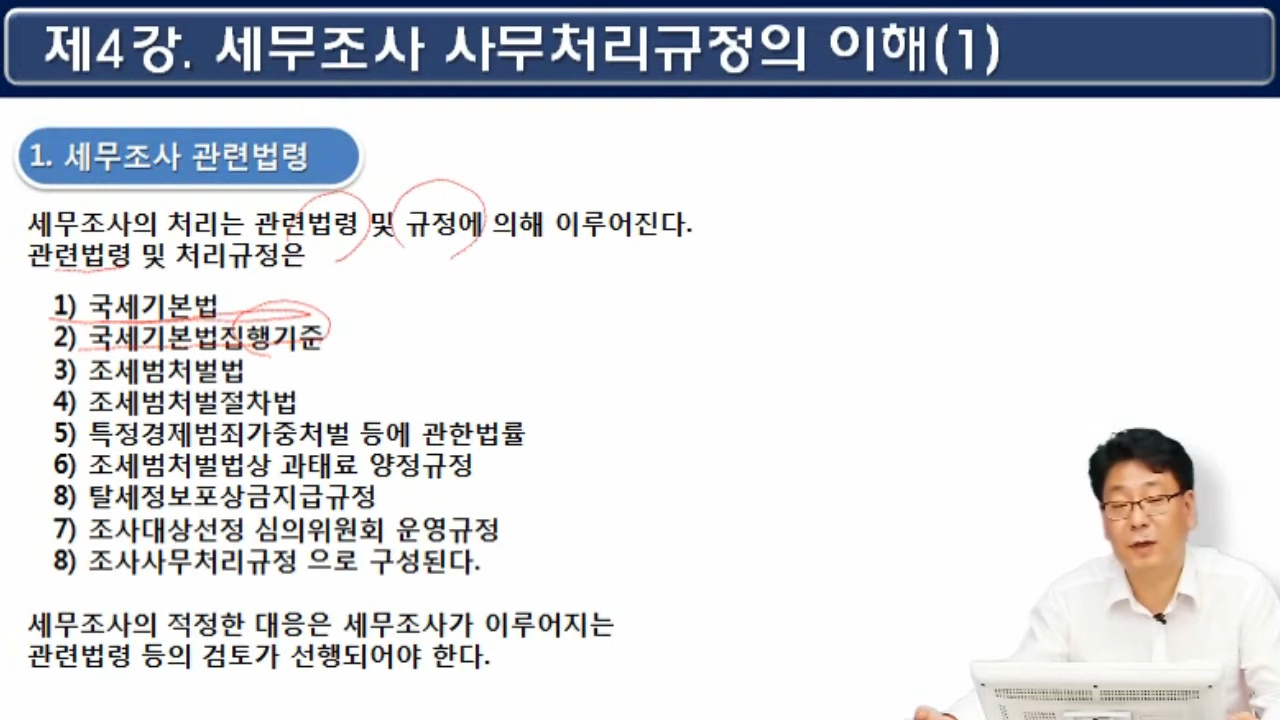 제4강. 세무조사 사무처리규정의 이해(1)
1. 세무조사 관련법령
세무조사의 처리는 관련법령 및 규정에 의해 이루어진다.
관련법령 및 처리규정은
1) 국세기본법
2) 국세기본법집행기준
3) 조세범처벌법
4) 조세범처벌절차법
5) 특정경제범죄가중처벌 등에 관한법률
6) 조세범처벌법상 과태료 양정규정
8) 탈세정보포상금지급규정
7) 조사대상선정 심의위원회 운영규정
8) 조사사무처리규정 으로 구성된다.
세무조사의 적정한 대응은 세무조사가 이루어지는
관련법령 등의 검토가 선행되어야 한다.